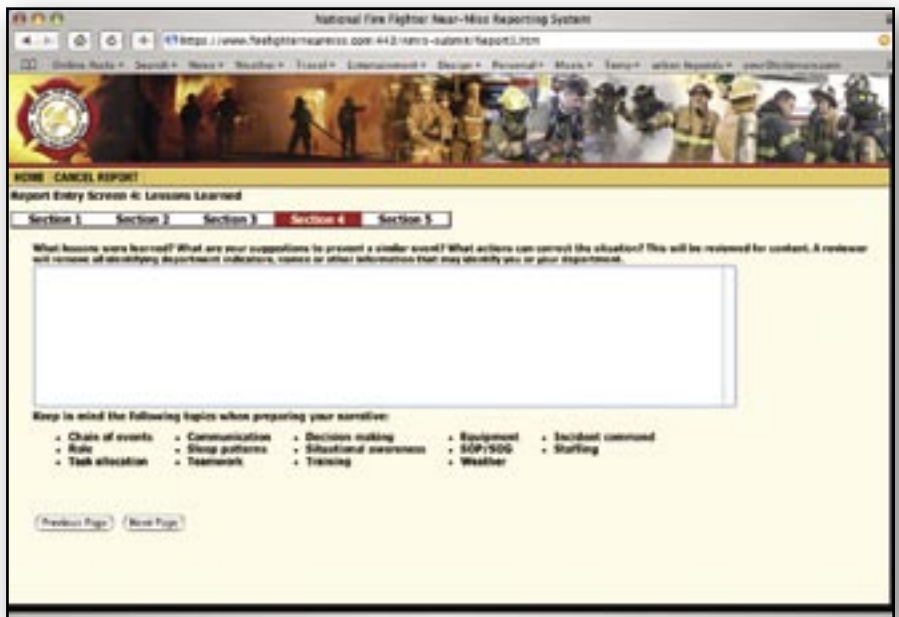 National Fire Fighter Near-Miss Reporting System
HOME CANCEL REPORT
Report Entry Screen 4: Lessons Learned
Section 1 Section 2 Section 3 Section 4 Section 5
What lessons were learned? What are your suggestions to prevent a similar event? What actions can correct the situation? This will be reviewed for content. A reviewer
will remove all identifying department indicators, names or other information that may identify you or your department.
Keep in mind the following topics when preparing your narrative:
• Chain of events • Communication • Decision making • Equipment • Incident command
• Role • Sleep patterns • Situational awareness • SOP/SOG • Staffing
• Task allocation • Teamwork • Training • Weather
Previous Page Next Page